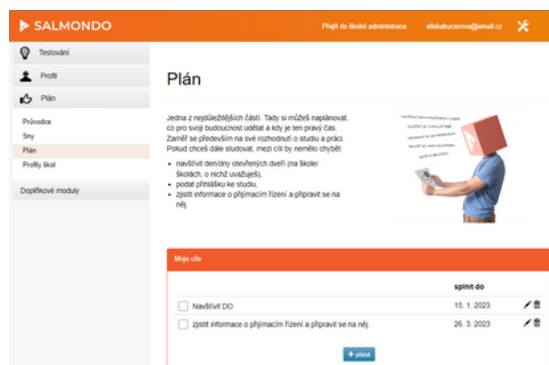 SALMONDO
Přejít do školní administrace
eliskakucerova@email.cz
Testování
Profil
Plán
Průvodce
Sny
Plán
Profily škol
Doplňkové moduly
Plán
Jedna z nejdůležitějších částí. Tady si můžeš naplánovat,
co pro svoji budoucnost udělat a kdy je ten pravý čas.
Zaměř se především na své rozhodnutí o studiu a práci.
Pokud chceš dále studovat, mezi cíli by nemělo chybět:
navštívit den/dny otevřených dveří (na škole/
školách, o nichž uvažuješ),
podat přihlášku ke studiu,
zjistit informace o přijímacím řízení a připravit se na
něj.
Moje cíle
splnit do
Navštívit DO
15. 1. 2023
zjistit informace o přijímacím řízení a připravit se na něj.
26. 3. 2023
+ přidat